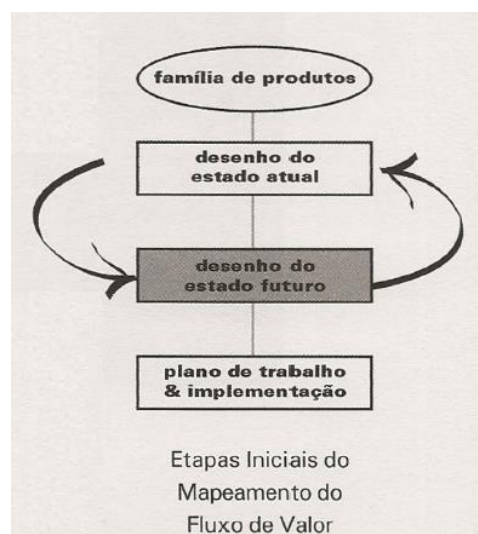 família de produtos
desenho do
estado atual
desenho do
estado futuro
plano de trabalho
& implementação
Etapas Iniciais do
Mapeamento do
Fluxo de Valor